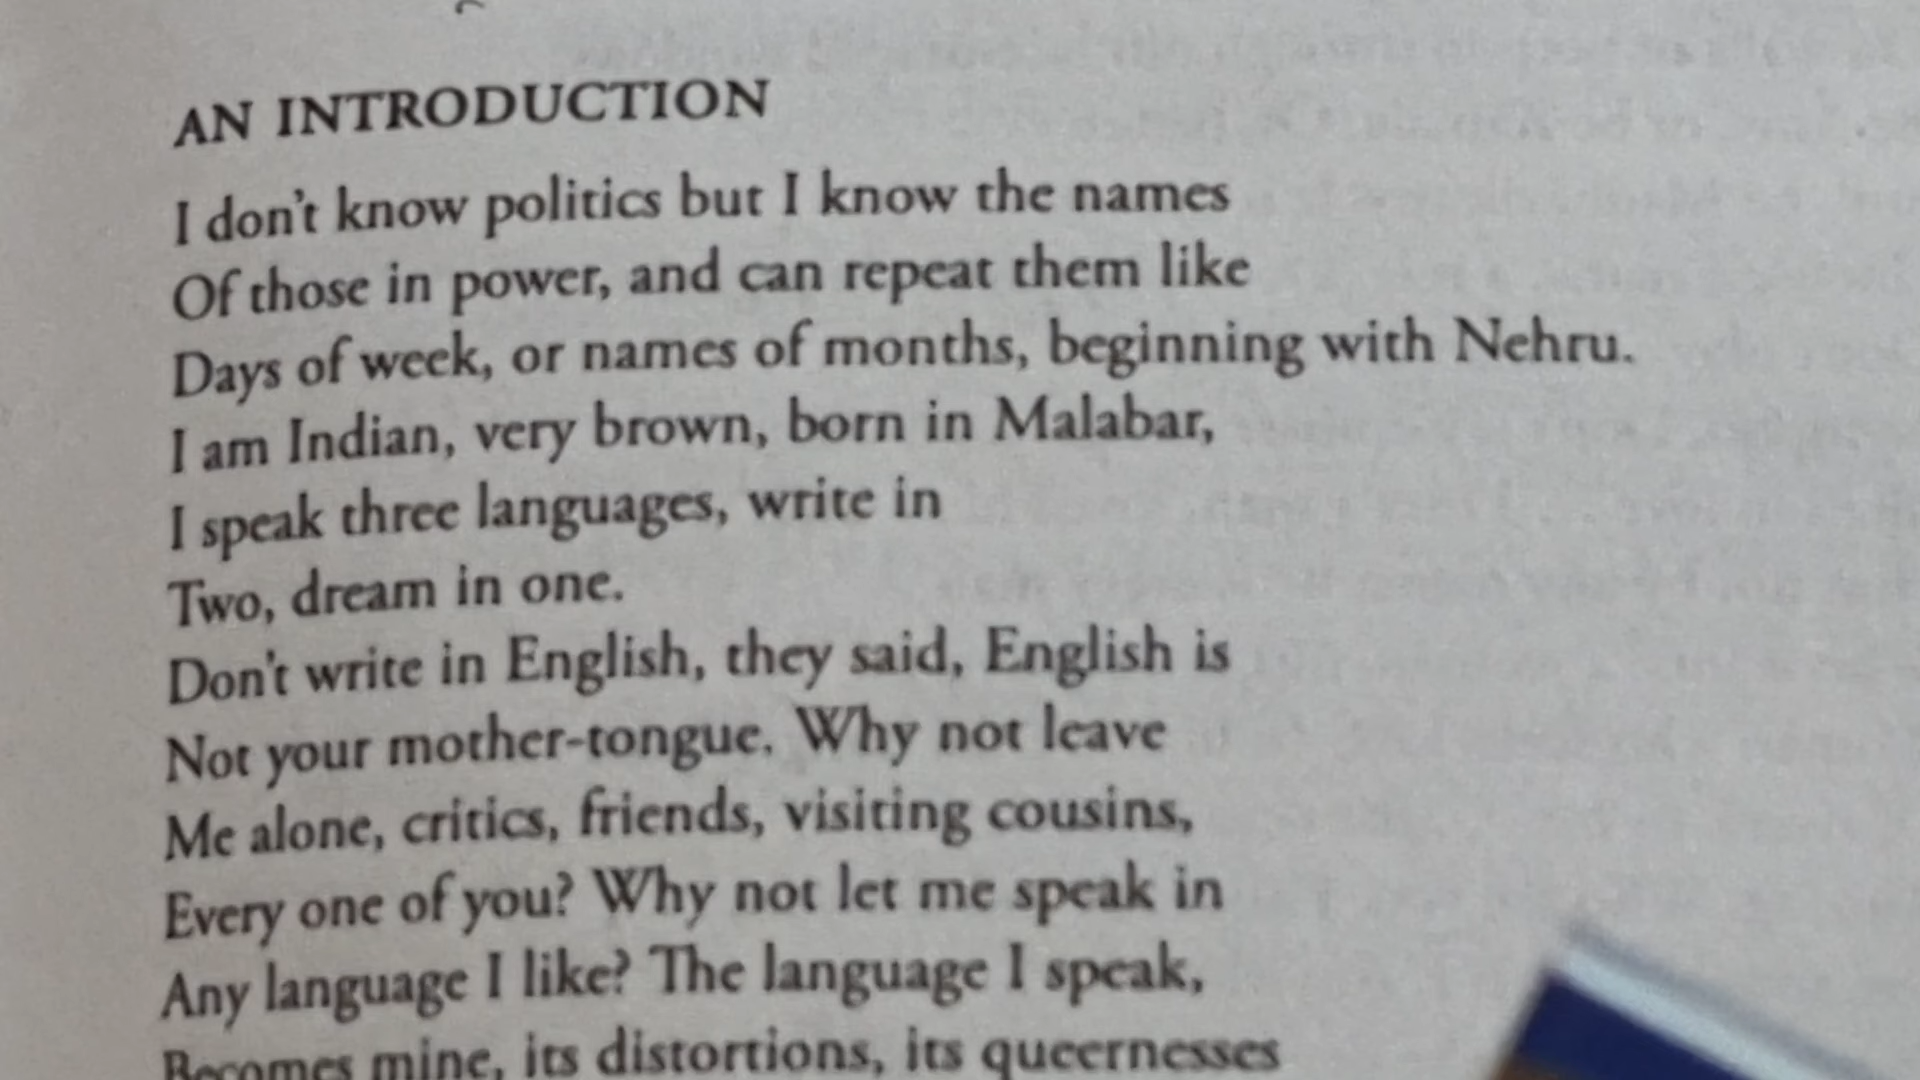 AN INTRODUCTION
I don't know politics but I know the names
Of those in power, and can repeat them like
Days of week, or names of months, beginning with Nehru.
I am Indian, very brown, born in Malabar,
I speak three languages, write in
Two, dream in one.
Don't write in English, they said, English is
Not your mother-tongue. Why not leave
Me alone, critics, friends, visiting cousins,
Every one of you? Why not let me speak in
Any language I like? The language I speak,
Becomes mine, its distortions, its queernesses